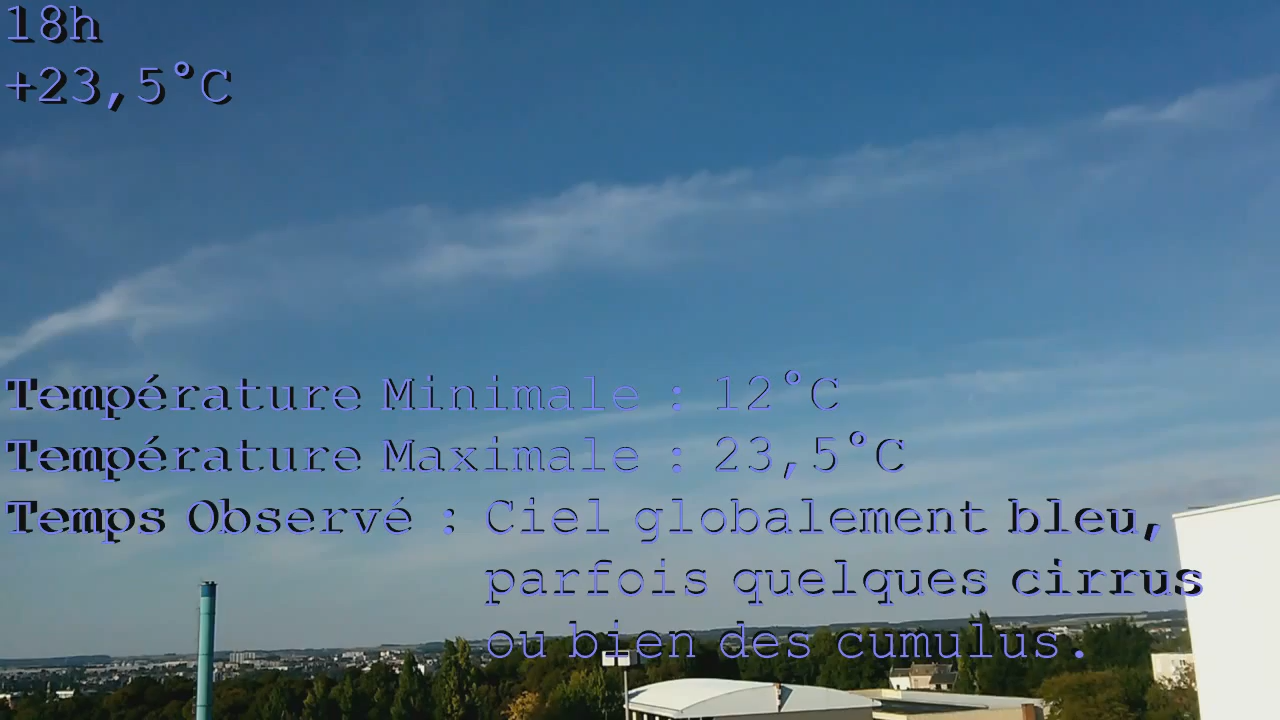 18h
+23,5°C
Température Minimale : 12°C
Température Maximale : 23,5°C
Temps Observé : Ciel globalement bleu,
parfois quelques cirrus
ou bien des cumulus.